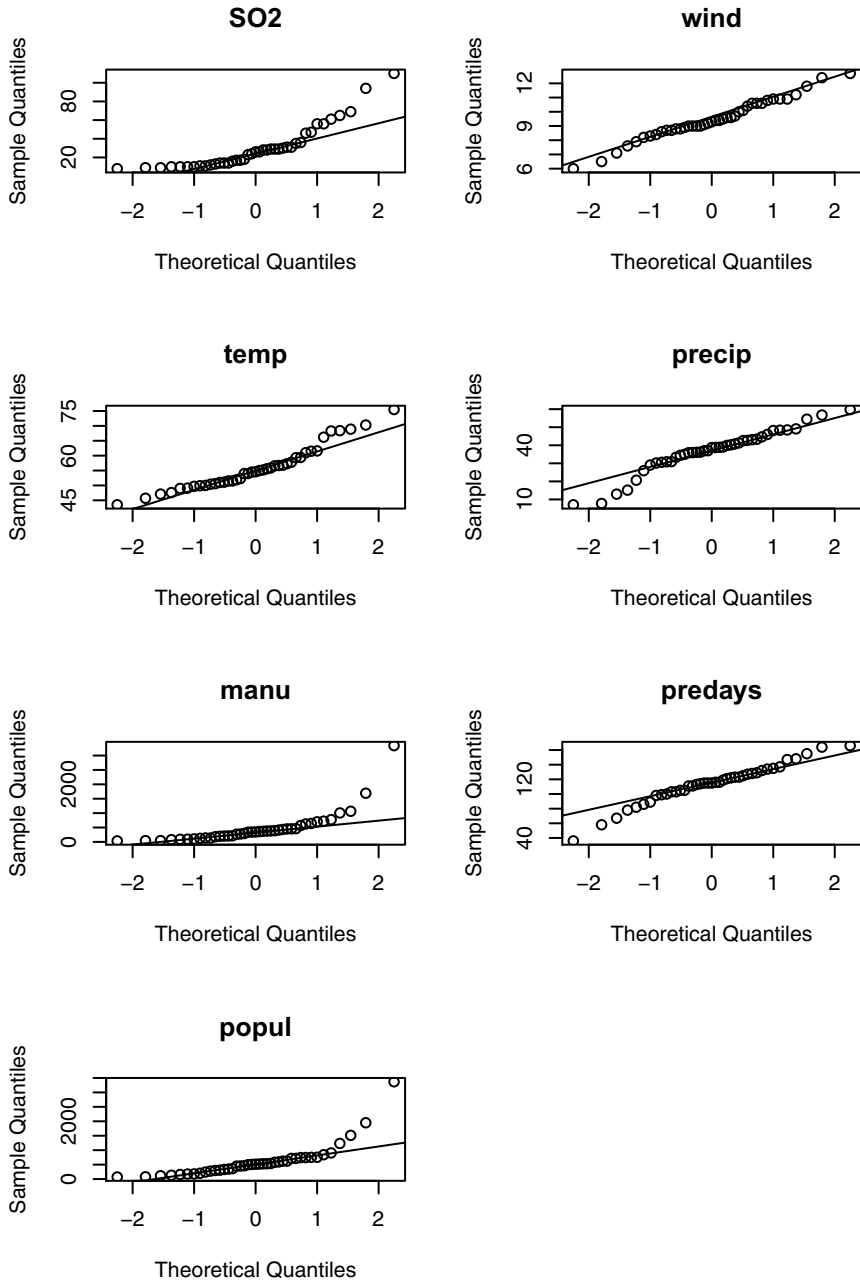 SO2
Sample Quantiles
20 80
−2 −1 0 1 2
Theoretical Quantiles
wind
Sample Quantiles
6 9 12
−2 −1 0 1 2
Theoretical Quantiles
temp
Sample Quantiles
45 60 75
−2 −1 0 1 2
Theoretical Quantiles
precip
Sample Quantiles
10 40
−2 −1 0 1 2
Theoretical Quantiles
manu
Sample Quantiles
0 2000
−2 −1 0 1 2
Theoretical Quantiles
predays
Sample Quantiles
40 120
−2 −1 0 1 2
Theoretical Quantiles
popul
Sample Quantiles
0 2000
−2 −1 0 1 2
Theoretical Quantiles